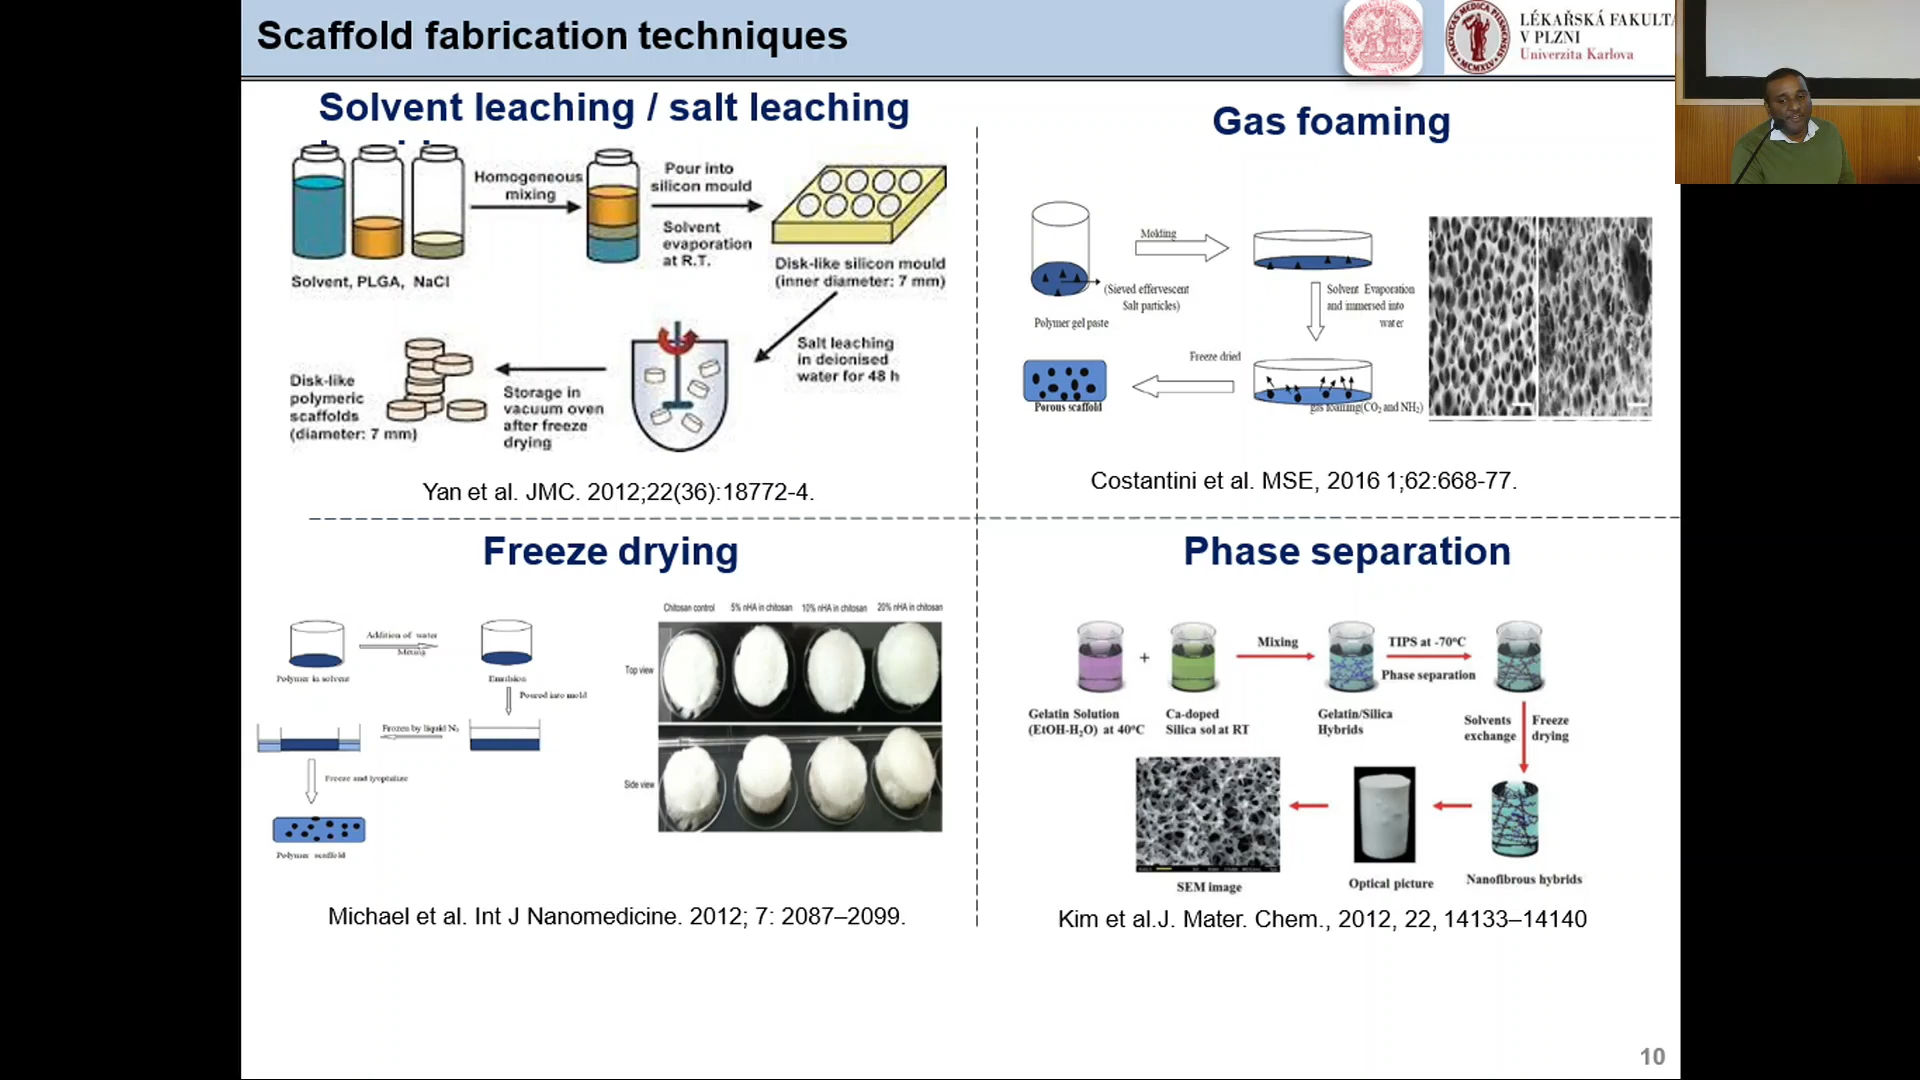 Scaffold fabrication techniques
LÉKAŘSKÁ FAKULTA
V PLZNI
Univerzita Karlova
Solvent leaching / salt leaching
Homogeneous
mixing
Pour into
silicon mould
Solvent
evaporation
at R.T.
Solvent, PLGA, NaCl
Disk-like silicon mould
(inner diameter: 7 mm)
Salt leaching
in deionised
water for 48 h
Storage in
vacuum oven
after freeze
drying
Disk-like
polymeric
scaffolds
(diameter: 7 mm)
Yan et al. JMC. 2012;22(36):18772-4.
Gas foaming
Molding
(Sieved effervescent
Salt particles)
Polymer gel paste
Solvent Evaporation
and immersed into
water
Freeze dried
Porous scaffold
gas foaming(CO2 and NH2)
Costantini et al. MSE, 2016 1;62:668-77.
Freeze drying
Addition of water
Mixing
Polymer in solvent
Emulsion
Poured into mold
Frozen by liquid N2
Freeze and lyophilize
Polymer scaffold
Chitosan control
5% nHA in chitosan
10% nHA in chitosan
20% nHA in chitosan
Top view
Side view
Michael et al. Int J Nanomedicine. 2012; 7: 2087–2099.
Phase separation
+
Mixing
TIPS at -70°C
Phase separation
Gelatin Solution
(EtOH-H2O) at 40°C
Ca-doped
Silica sol at RT
Gelatin/Silica
Hybrids
Solvents
exchange
Freeze
drying
SEM image
Optical picture
Nanofibrous hybrids
Kim et al.J. Mater. Chem., 2012, 22, 14133–14140
10